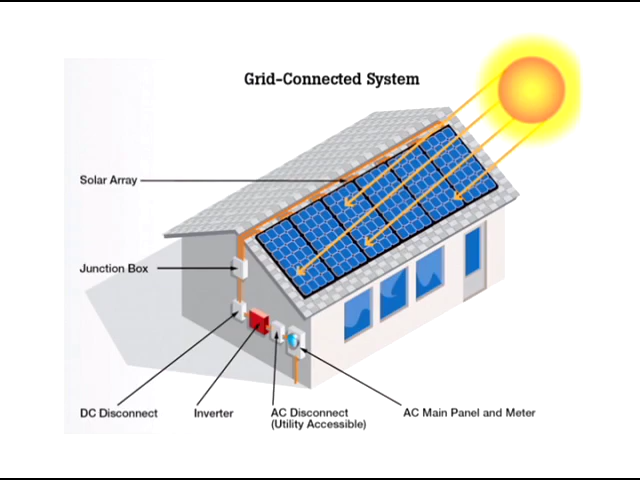 Grid-Connected System
Solar Array
Junction Box
DC Disconnect
Inverter
AC Disconnect
(Utility Accessible)
AC Main Panel and Meter